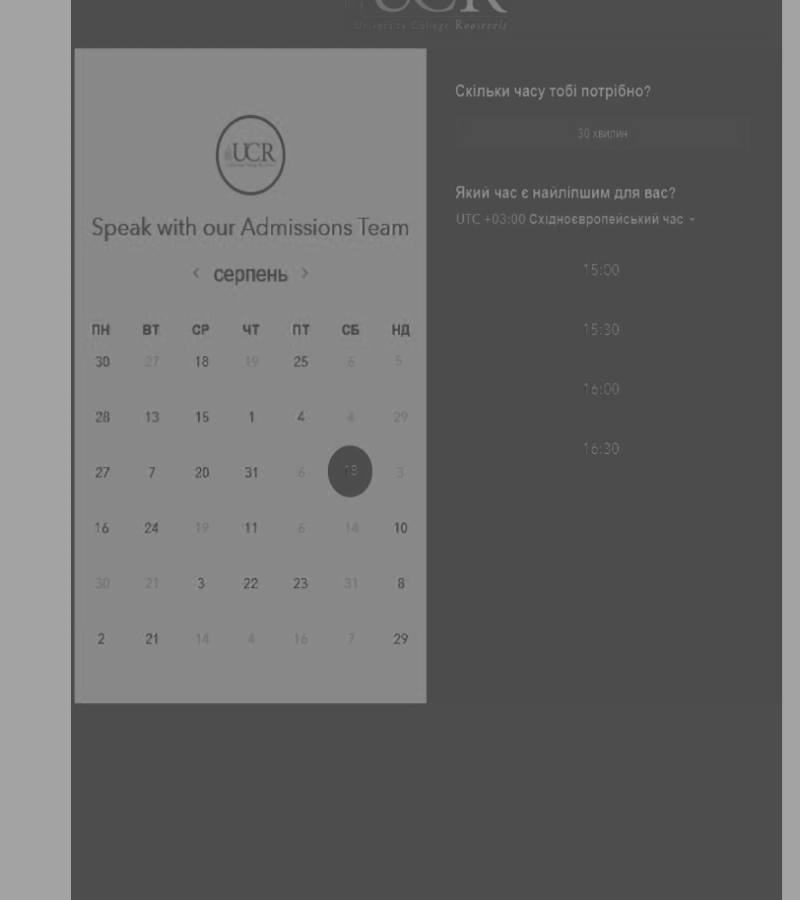 UCR
University College Roosevelt
UCR
Speak with our Admissions Team
серпень
ПН ВТ СР ЧТ ПТ СБ НД
30 27 18 19 25 6 5
28 13 15 1 4 4 29
27 7 20 31 6 18 3
16 24 19 11 6 14 10
30 21 3 22 23 31 8
2 21 14 4 16 7 29
Скільки часу тобі потрібно?
30 хвилин
Який час є найліпшим для вас?
UTC +03:00 Східноєвропейський час
15:00
15:30
16:00
16:30